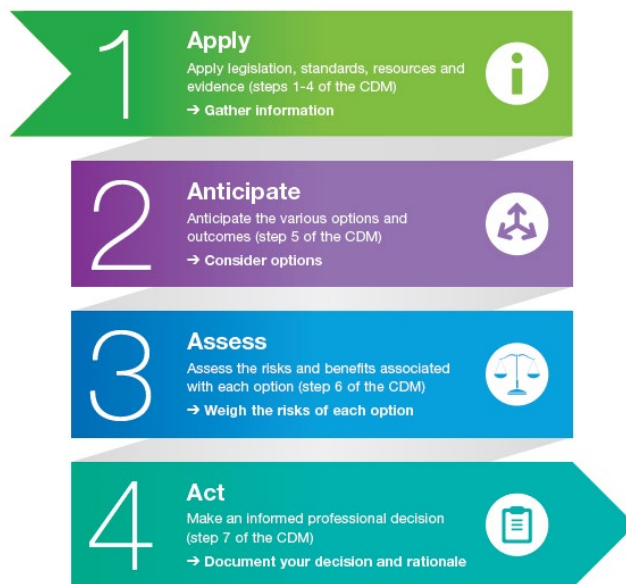 1
Apply
Apply legislation, standards, resources and
evidence (steps 1-4 of the CDM)
→ Gather information
2
Anticipate
Anticipate the various options and
outcomes (step 5 of the CDM)
→ Consider options
3
Assess
Assess the risks and benefits associated
with each option (step 6 of the CDM)
→ Weigh the risks of each option
4
Act
Make an informed professional decision
(step 7 of the CDM)
→ Document your decision and rationale